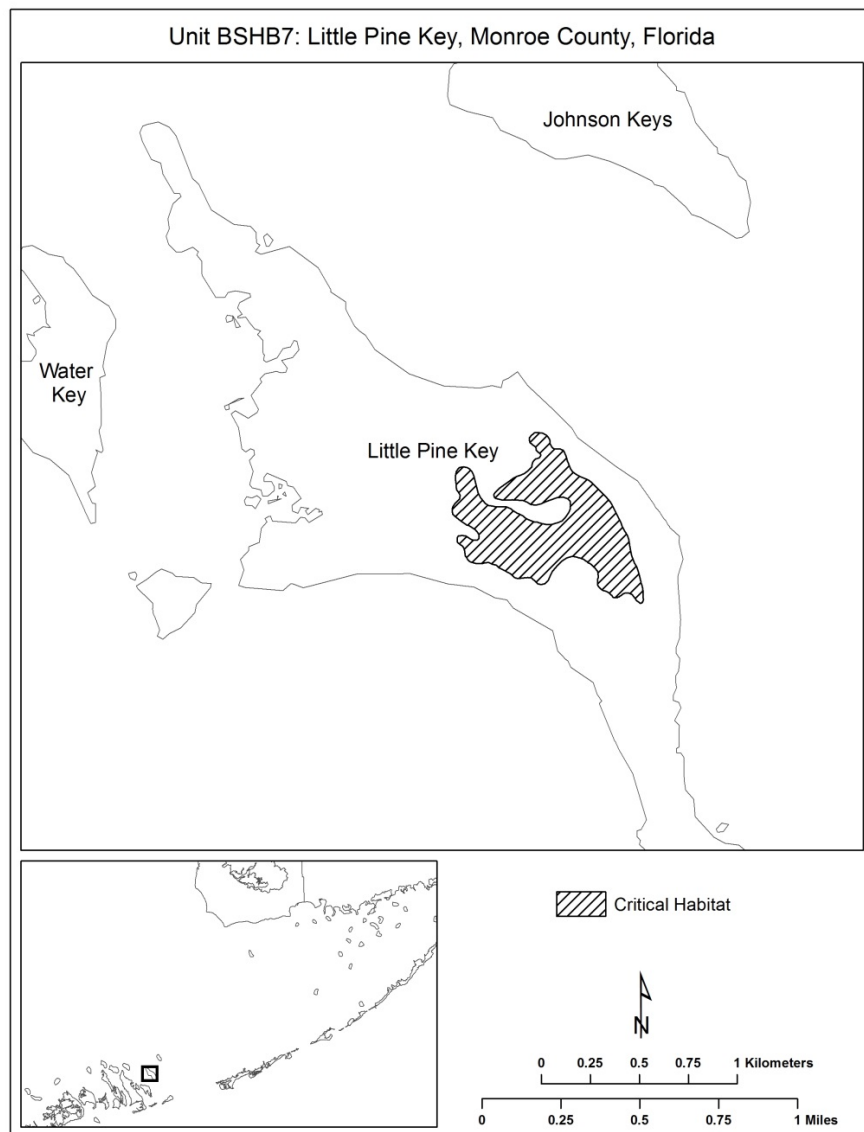 Unit BSHB7: Little Pine Key, Monroe County, Florida
Johnson Keys
Water
Key
Little Pine Key
Critical Habitat
N
0 0.25 0.5 0.75 1 Kilometers
0 0.25 0.5 0.75 1 Miles